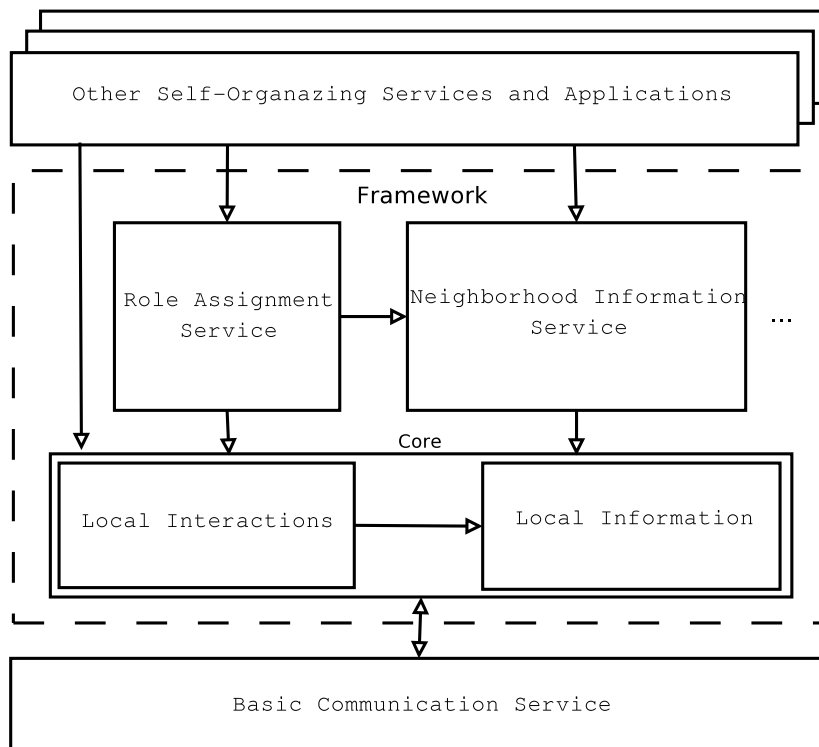 Other Self-Organazing Services and Applications
Framework
Role Assignment
Service
Neighborhood Information
Service
...
Core
Local Interactions
Local Information
Basic Communication Service